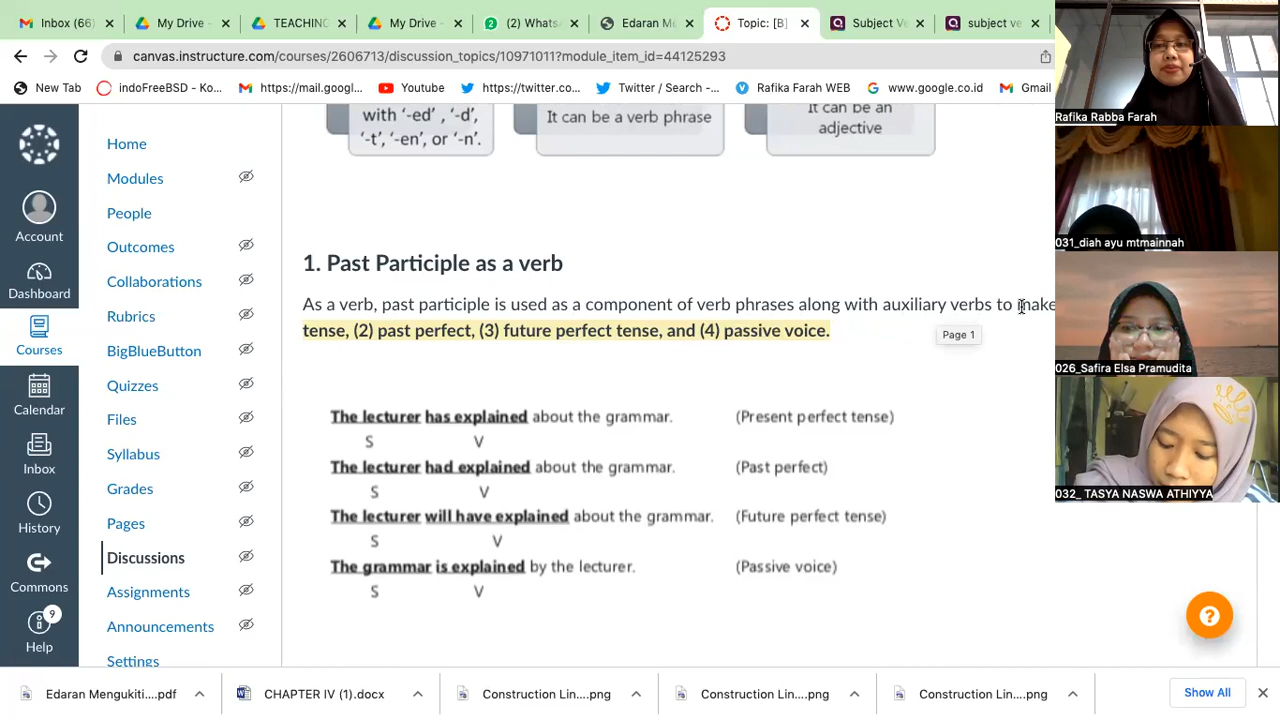 Inbox (66)
My Drive -
TEACHING
My Drive -
(2) Whats
Edaran Me
Topic: [B]
Subject Ve
subject ve
canvas.instructure.com/courses/2606713/discussion_topics/10971011?module_item_id=44125293
New Tab
indoFreeBSD - Ko...
https://mail.googl...
Youtube
https://twitter.co...
Twitter / Search -...
Rafika Farah WEB
www.google.co.id
Gmail
Home
Modules
People
Outcomes
Collaborations
Rubrics
BigBlueButton
Quizzes
Files
Syllabus
Grades
Pages
Discussions
Assignments
Announcements
Settings
Account
Dashboard
Courses
Calendar
Inbox
History
Commons
9
Help
with '-ed' , '-d',
'-t', '-en', or '-n'.
It can be a verb phrase
It can be an
adjective
1. Past Participle as a verb
As a verb, past participle is used as a component of verb phrases along with auxiliary verbs to make
tense, (2) past perfect, (3) future perfect tense, and (4) passive voice.
Page 1
The lecturer has explained about the grammar. (Present perfect tense)
S V
The lecturer had explained about the grammar. (Past perfect)
S V
The lecturer will have explained about the grammar. (Future perfect tense)
S V
The grammar is explained by the lecturer. (Passive voice)
S V
Rafika Rabba Farah
031_diah ayu mtmainnah
026_Safira Elsa Pramudita
032_ TASYA NASWA ATHIYYA
?
Edaran Mengukiti....pdf
CHAPTER IV (1).docx
Construction Lin....png
Construction Lin....png
Construction Lin....png
Show All